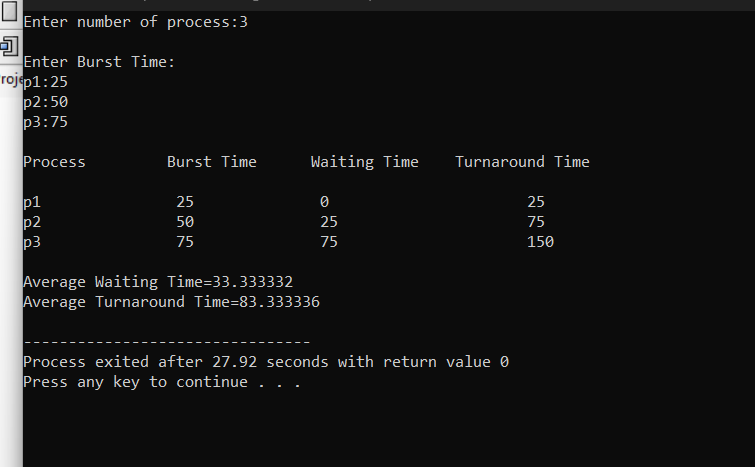 Enter number of process:3
Enter Burst Time:
roje
p1:25
p2:50
p3:75
Process Burst Time Waiting Time Turnaround Time
p1 25 0 25
p2 50 25 75
p3 75 75 150
Average Waiting Time=33.333332
Average Turnaround Time=83.333336
--------------------------------
Process exited after 27.92 seconds with return value 0
Press any key to continue . . .